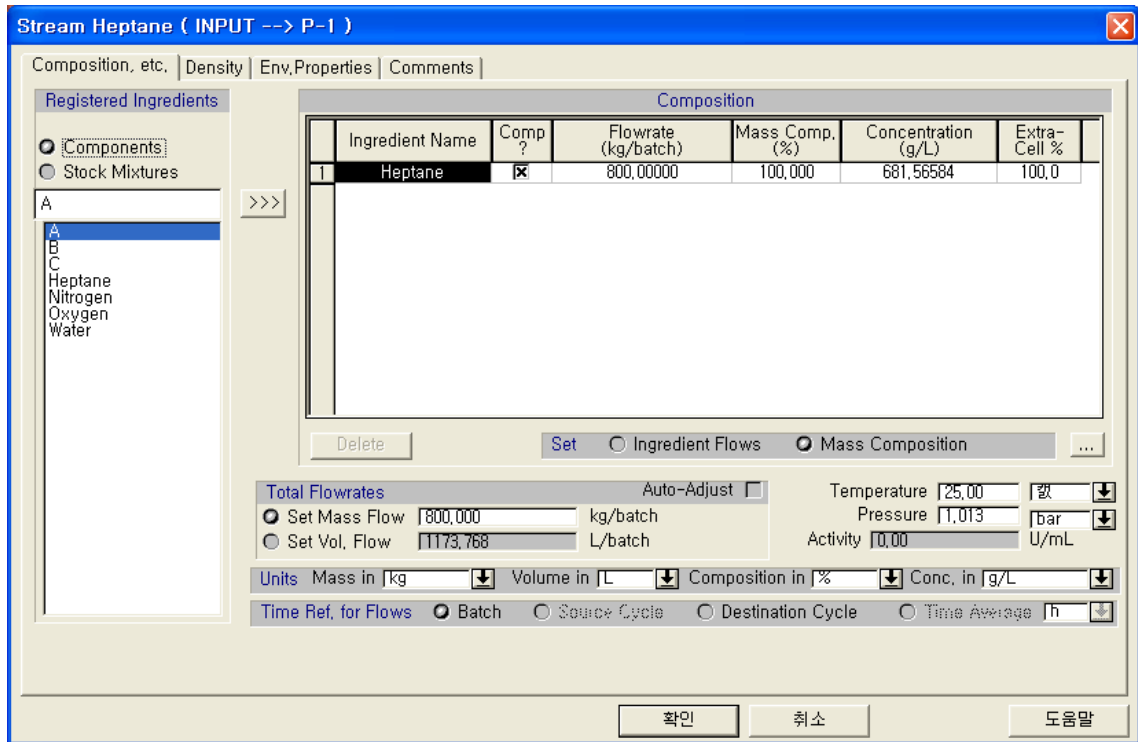 Stream Heptane ( INPUT --> P-1 )
Composition, etc. Density Env.Properties Comments
Registered Ingredients
Components
Stock Mixtures
A
A
B
C
Heptane
Nitrogen
Oxygen
Water
>>>
Composition
Ingredient Name Comp ? Flowrate (kg/batch) Mass Comp. (%) Concentration (g/L) Extra-Cell %
1 Heptane 800,00000 100,000 681,56584 100,0
Delete Set Ingredient Flows Mass Composition ...
Total Flowrates Auto-Adjust
Set Mass Flow 800,000 kg/batch
Set Vol. Flow 1173,768 L/batch
Temperature 25,00 캜
Pressure 1,013 bar
Activity 0,00 U/mL
Units Mass in kg Volume in L Composition in % Conc. in g/L
Time Ref. for Flows Batch Source Cycle Destination Cycle Time Average h
확인 취소 도움말